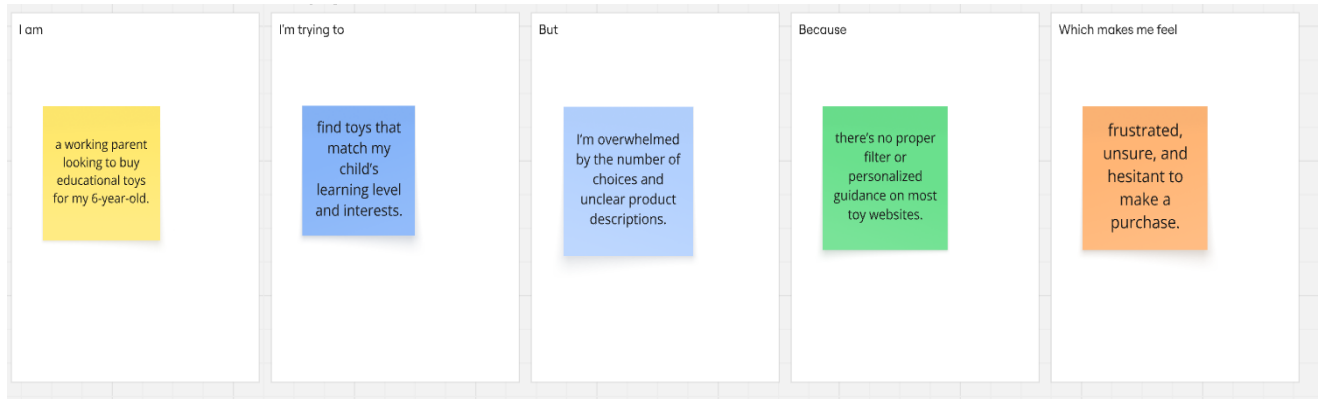 I am
a working parent
looking to buy
educational toys
for my 6-year-old.
I'm trying to
find toys that
match my
child's
learning level
and interests.
But
I'm overwhelmed
by the number of
choices and
unclear product
descriptions.
Because
there's no proper
filter or
personalized
guidance on most
toy websites.
Which makes me feel
frustrated,
unsure, and
hesitant to
make a
purchase.